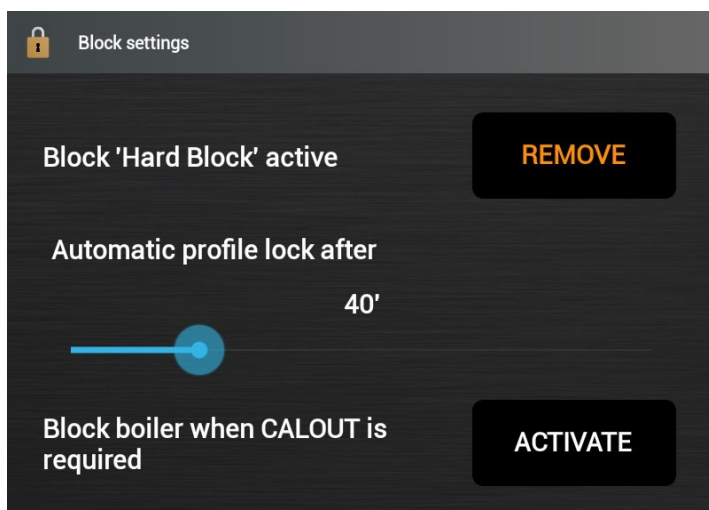 Block settings
Block 'Hard Block' active
REMOVE
Automatic profile lock after
40'
Block boiler when CALOUT is
required
ACTIVATE